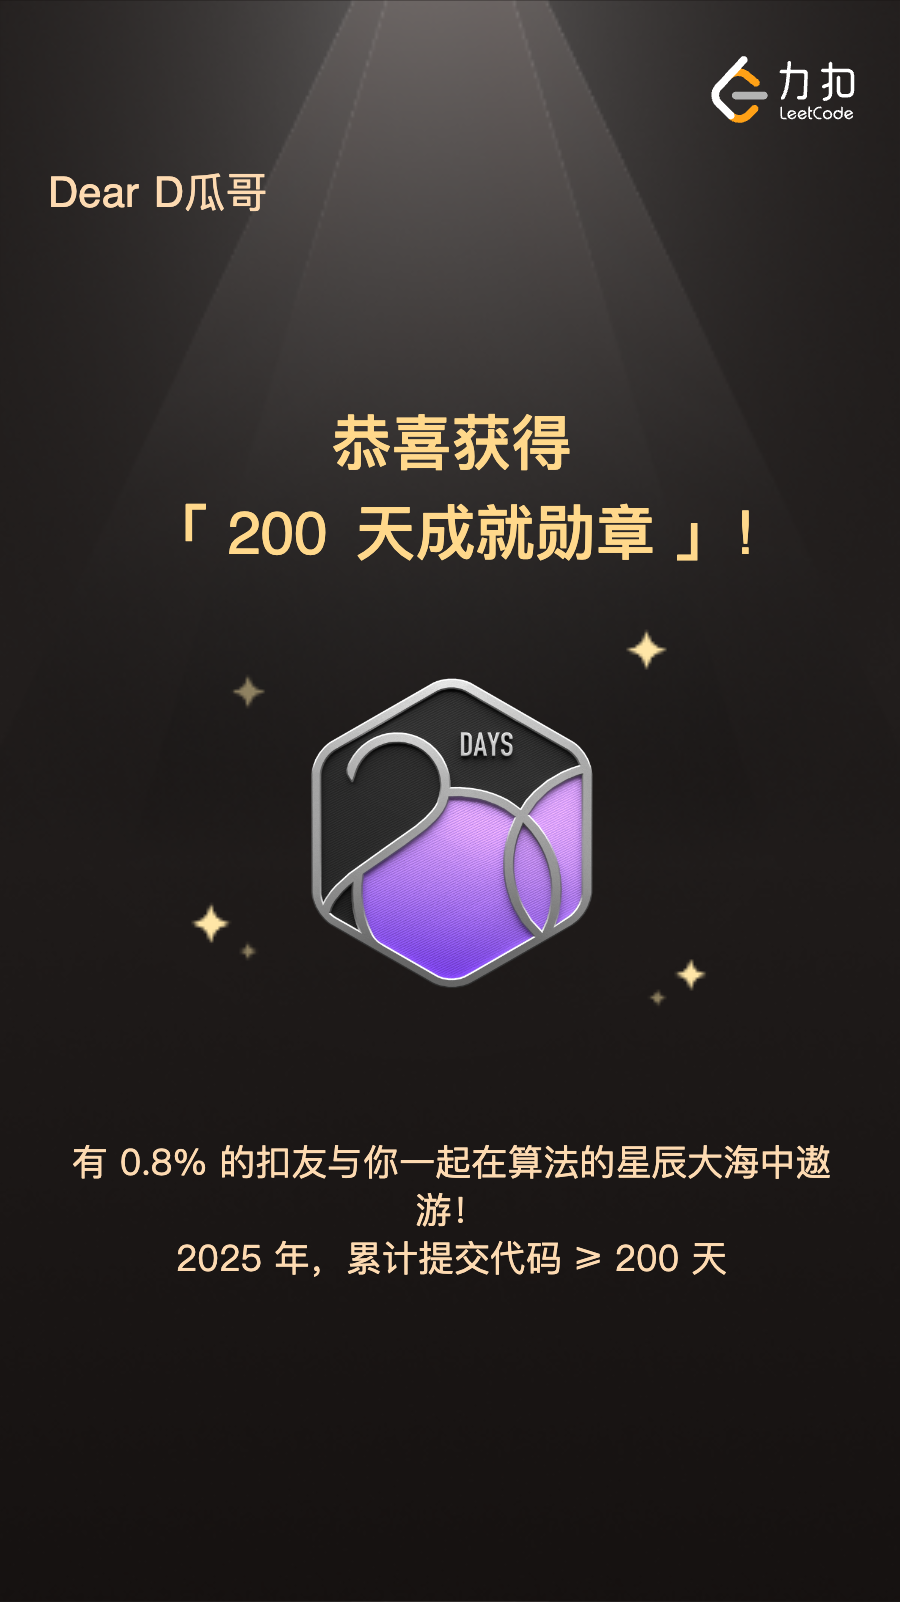 力扣
LeetCode
Dear D瓜哥
恭喜获得
「 200 天成就勋章 」!
200
DAYS
有 0.8% 的扣友与你一起在算法的星辰大海中遨
游!
2025 年，累计提交代码 ⩾ 200 天